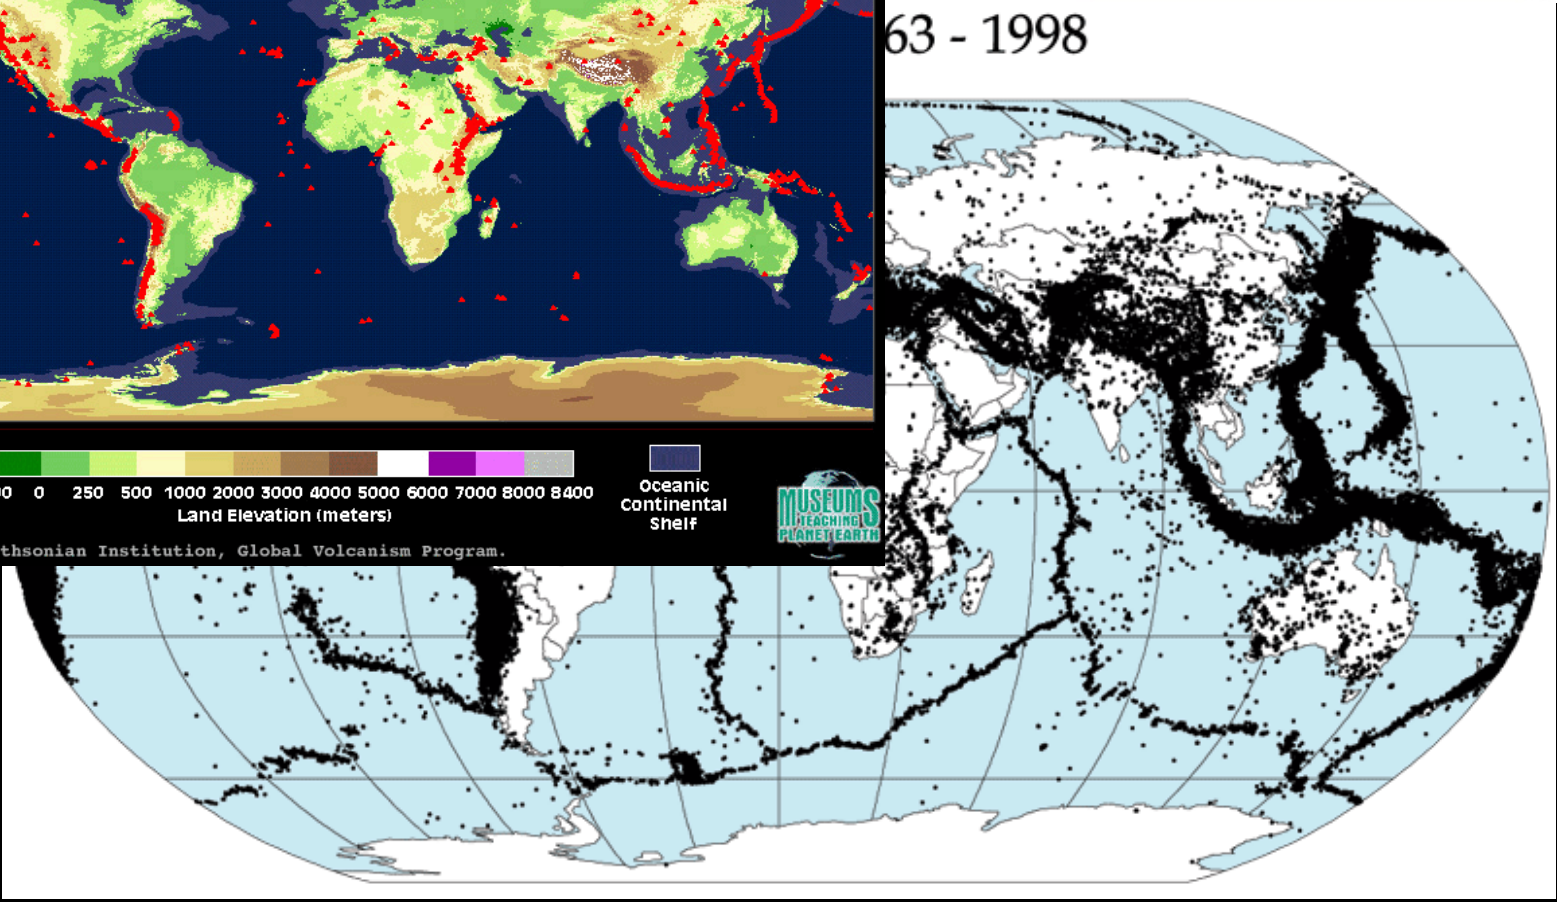 63 - 1998
00 0 250 500 1000 2000 3000 4000 5000 6000 7000 8000 8400
Land Elevation (meters)
Oceanic
Continental
Shelf
MUSEUMS
TEACHING
PLANET EARTH
thsonian Institution, Global Volcanism Program.